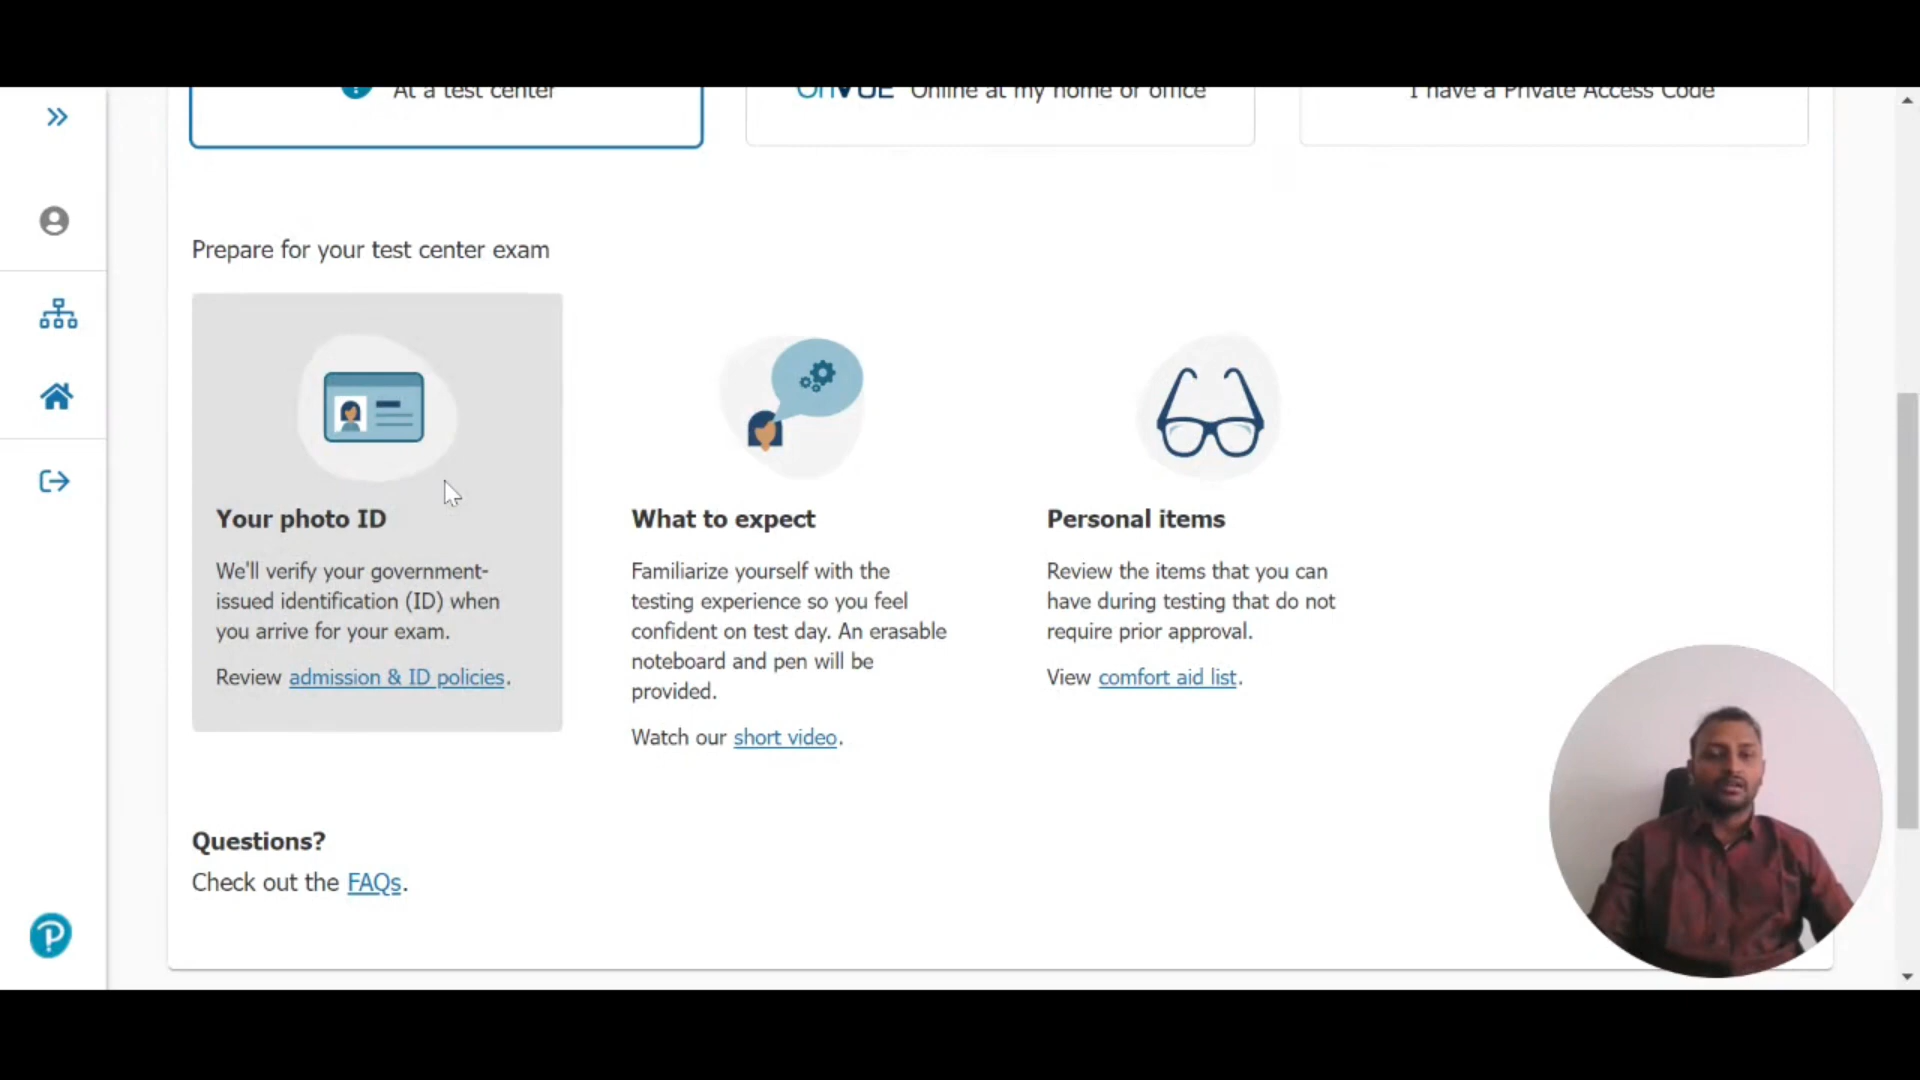 At a test center
OnVUE Online at my home or office
I have a Private Access Code
Prepare for your test center exam
Your photo ID
We'll verify your government-
issued identification (ID) when
you arrive for your exam.
Review admission & ID policies.
What to expect
Familiarize yourself with the
testing experience so you feel
confident on test day. An erasable
noteboard and pen will be
provided.
Watch our short video.
Personal items
Review the items that you can
have during testing that do not
require prior approval.
View comfort aid list.
Questions?
Check out the FAQs.